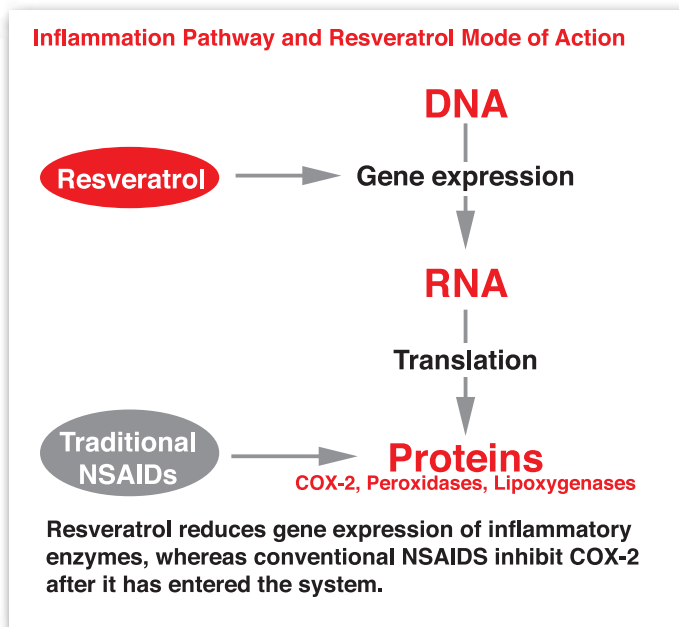 Inflammation Pathway and Resveratrol Mode of Action
DNA
Resveratrol
Gene expression
RNA
Translation
Traditional
NSAIDs
Proteins
COX-2, Peroxidases, Lipoxygenases
Resveratrol reduces gene expression of inflammatory
enzymes, whereas conventional NSAIDS inhibit COX-2
after it has entered the system.